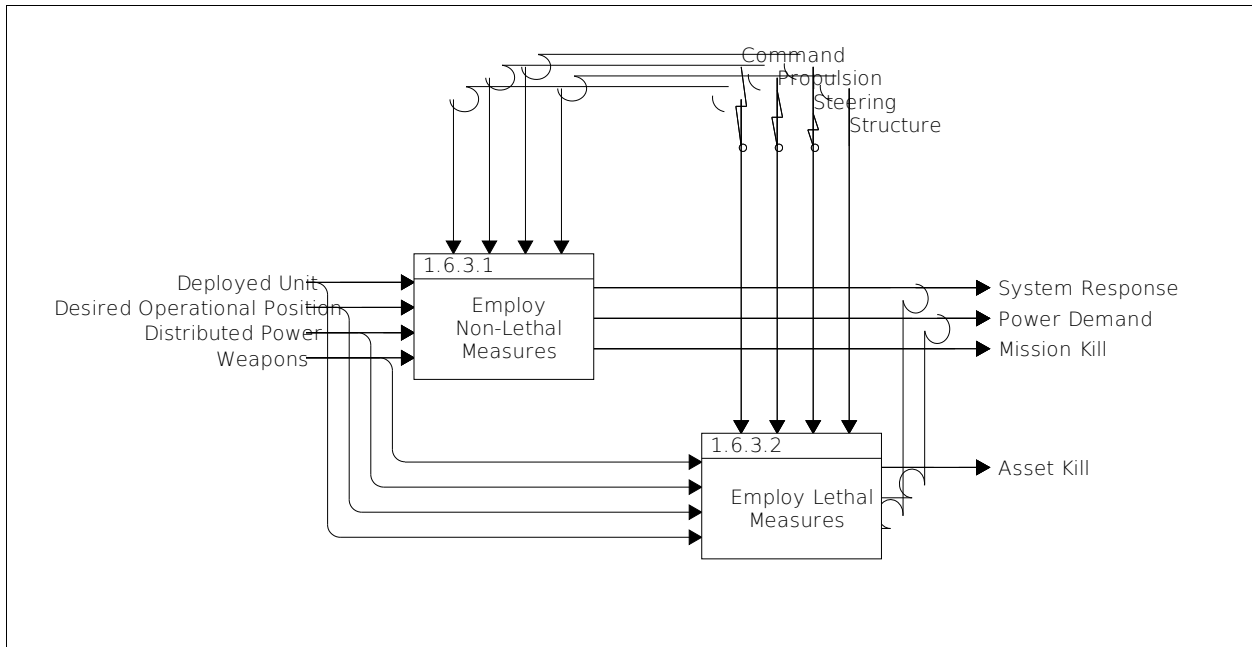 Command
Propulsion
Steering
Structure
1.6.3.1
Employ
Non-Lethal
Measures
Deployed Unit
Desired Operational Position
Distributed Power
Weapons
System Response
Power Demand
Mission Kill
1.6.3.2
Employ Lethal
Measures
Asset Kill